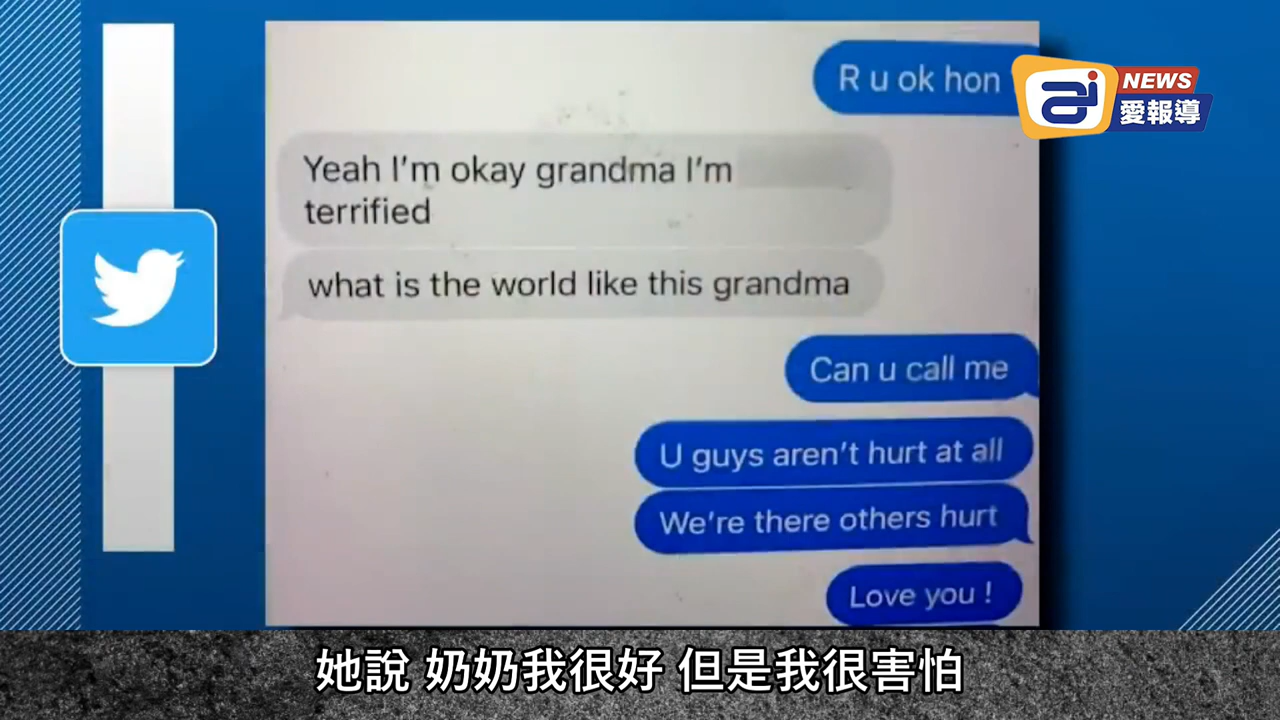 R u ok hon
NEWS
愛報導
Yeah I'm okay grandma I'm
terrified
what is the world like this grandma
Can u call me
U guys aren't hurt at all
We're there others hurt
Love you !
她說 奶奶我很好 但是我很害怕